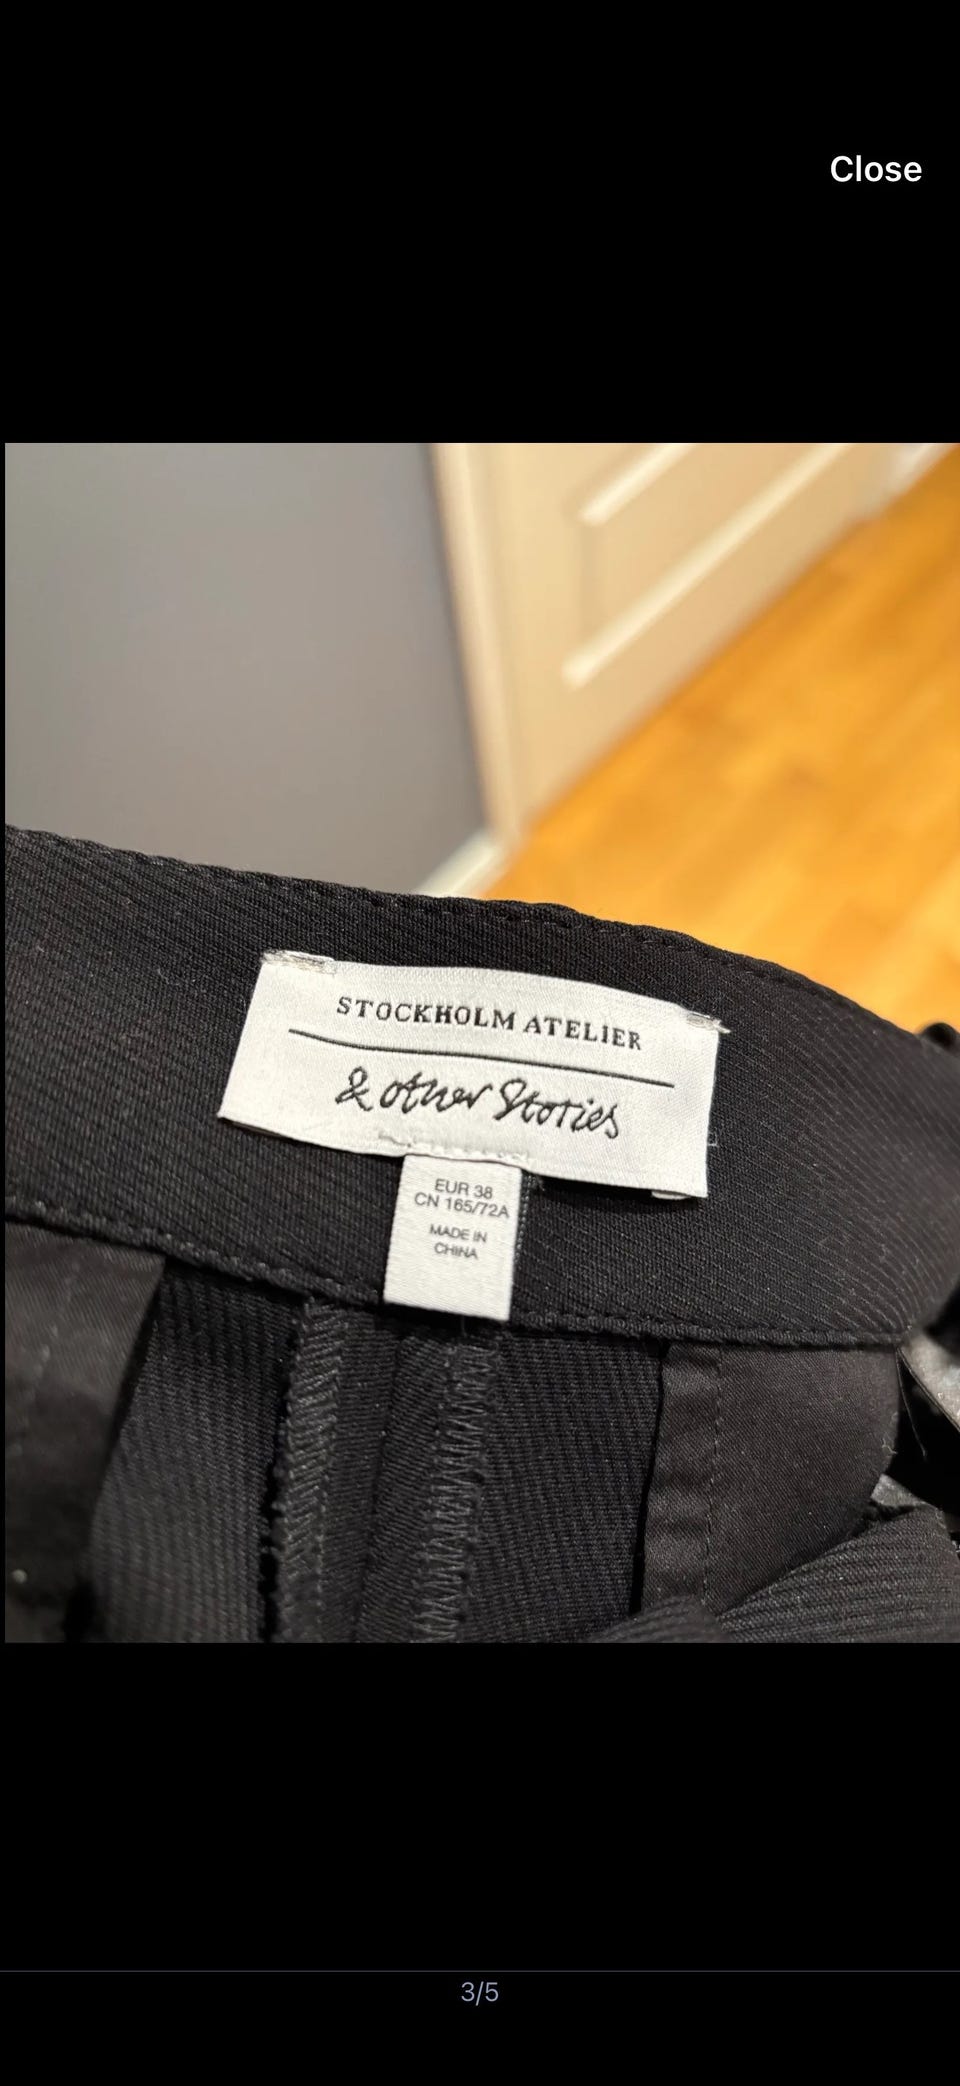 Close
STOCKHOLM ATELIER
& other Stories
EUR 38
CN 165/72A
MADE IN
CHINA
3/5